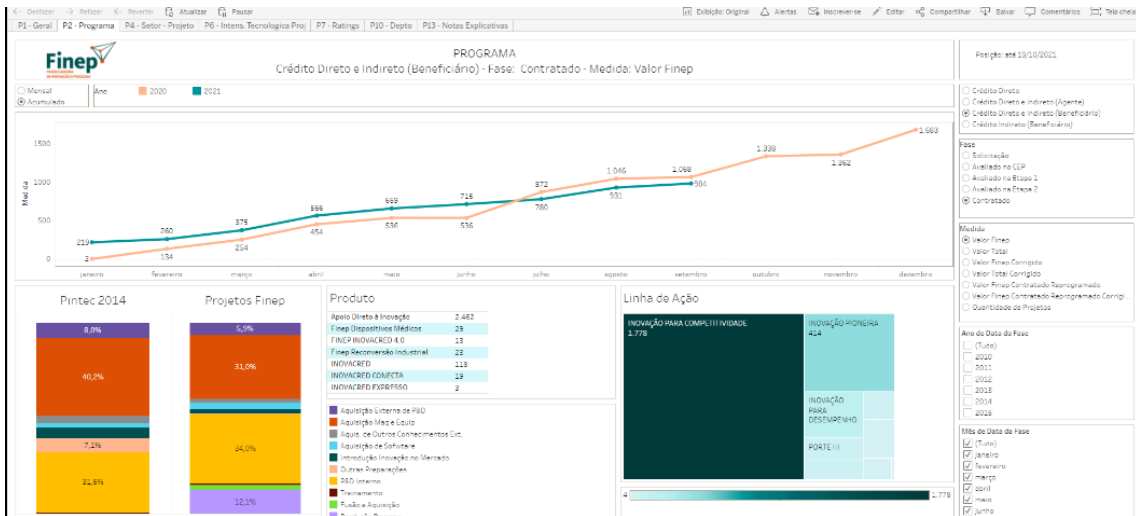 Desfazer Refazer Reverter Atualizar Pausar Exibição: Original Alertas Inscrever-se Editar Compartilhar Baixar Comentários Tela cheia
P1 - Geral P2 - Programa P4 - Setor - Projeto P6 - Intens. Tecnologica Proj P7 - Ratings P10 - Depto P13 - Notas Explicativas
Finep
PROGRAMA
Crédito Direto e Indireto (Beneficiário) - Fase: Contratado - Medida: Valor Finep
Posição: até 19/10/2021
Mensal
Acumulado
Ano
2020
2021
Crédito Direto
Crédito Direto e Indireto (Agente)
Crédito Direto e Indireto (Beneficiário)
Crédito Indireto (Beneficiário)
Fase
Solicitação
Avaliado no CEP
Avaliado na Etapa 1
Avaliado na Etapa 2
Contratado
Medida
Valor Finep
Valor Total
Valor Finep Corrigido
Valor Total Corrigido
Valor Finep Contratado Reprogramado
Valor Finep Contratado Reprogramado Corrigi...
Quantidade de Projetos
Ano de Data da Fase
(Tudo)
2010
2011
2012
2013
2014
2015
Mês de Data da Fase
(Tudo)
janeiro
fevereiro
março
abril
maio
junho
Medida
1500
1000
500
0
219 260 375 555 669 715 780 931 984
2 134 254 454 536 536 872 1.046 1.068 1.338 1.362 1.683
janeiro fevereiro março abril maio junho julho agosto setembro outubro novembro dezembro
Pintec 2014
8,0%
40,2%
7,1%
31,6%
Projetos Finep
5,9%
31,0%
34,0%
12,1%
Produto
Apoio Direto à Inovação 2.462
Finep Dispositivos Médicos 29
FINEP INOVACRED 4.0 13
Finep Reconversão Industrial 23
INOVACRED 113
INOVACRED CONECTA 19
INOVACRED EXPRESSO 3
Aquisição Externa de P&D
Aquisição Maq e Equip
Aquis. de Outros Conhecimentos Ext.
Aquisição de Software
Introdução Inovação no Mercado
Outras Preparações
P&D Interno
Treinamento
Fusão e Aquisição
Linha de Ação
INOVAÇÃO PARA COMPETITIVIDADE
1.778
INOVAÇÃO PIONEIRA
414
INOVAÇÃO
PARA
DESEMPENHO
PORTE III
4 1.778